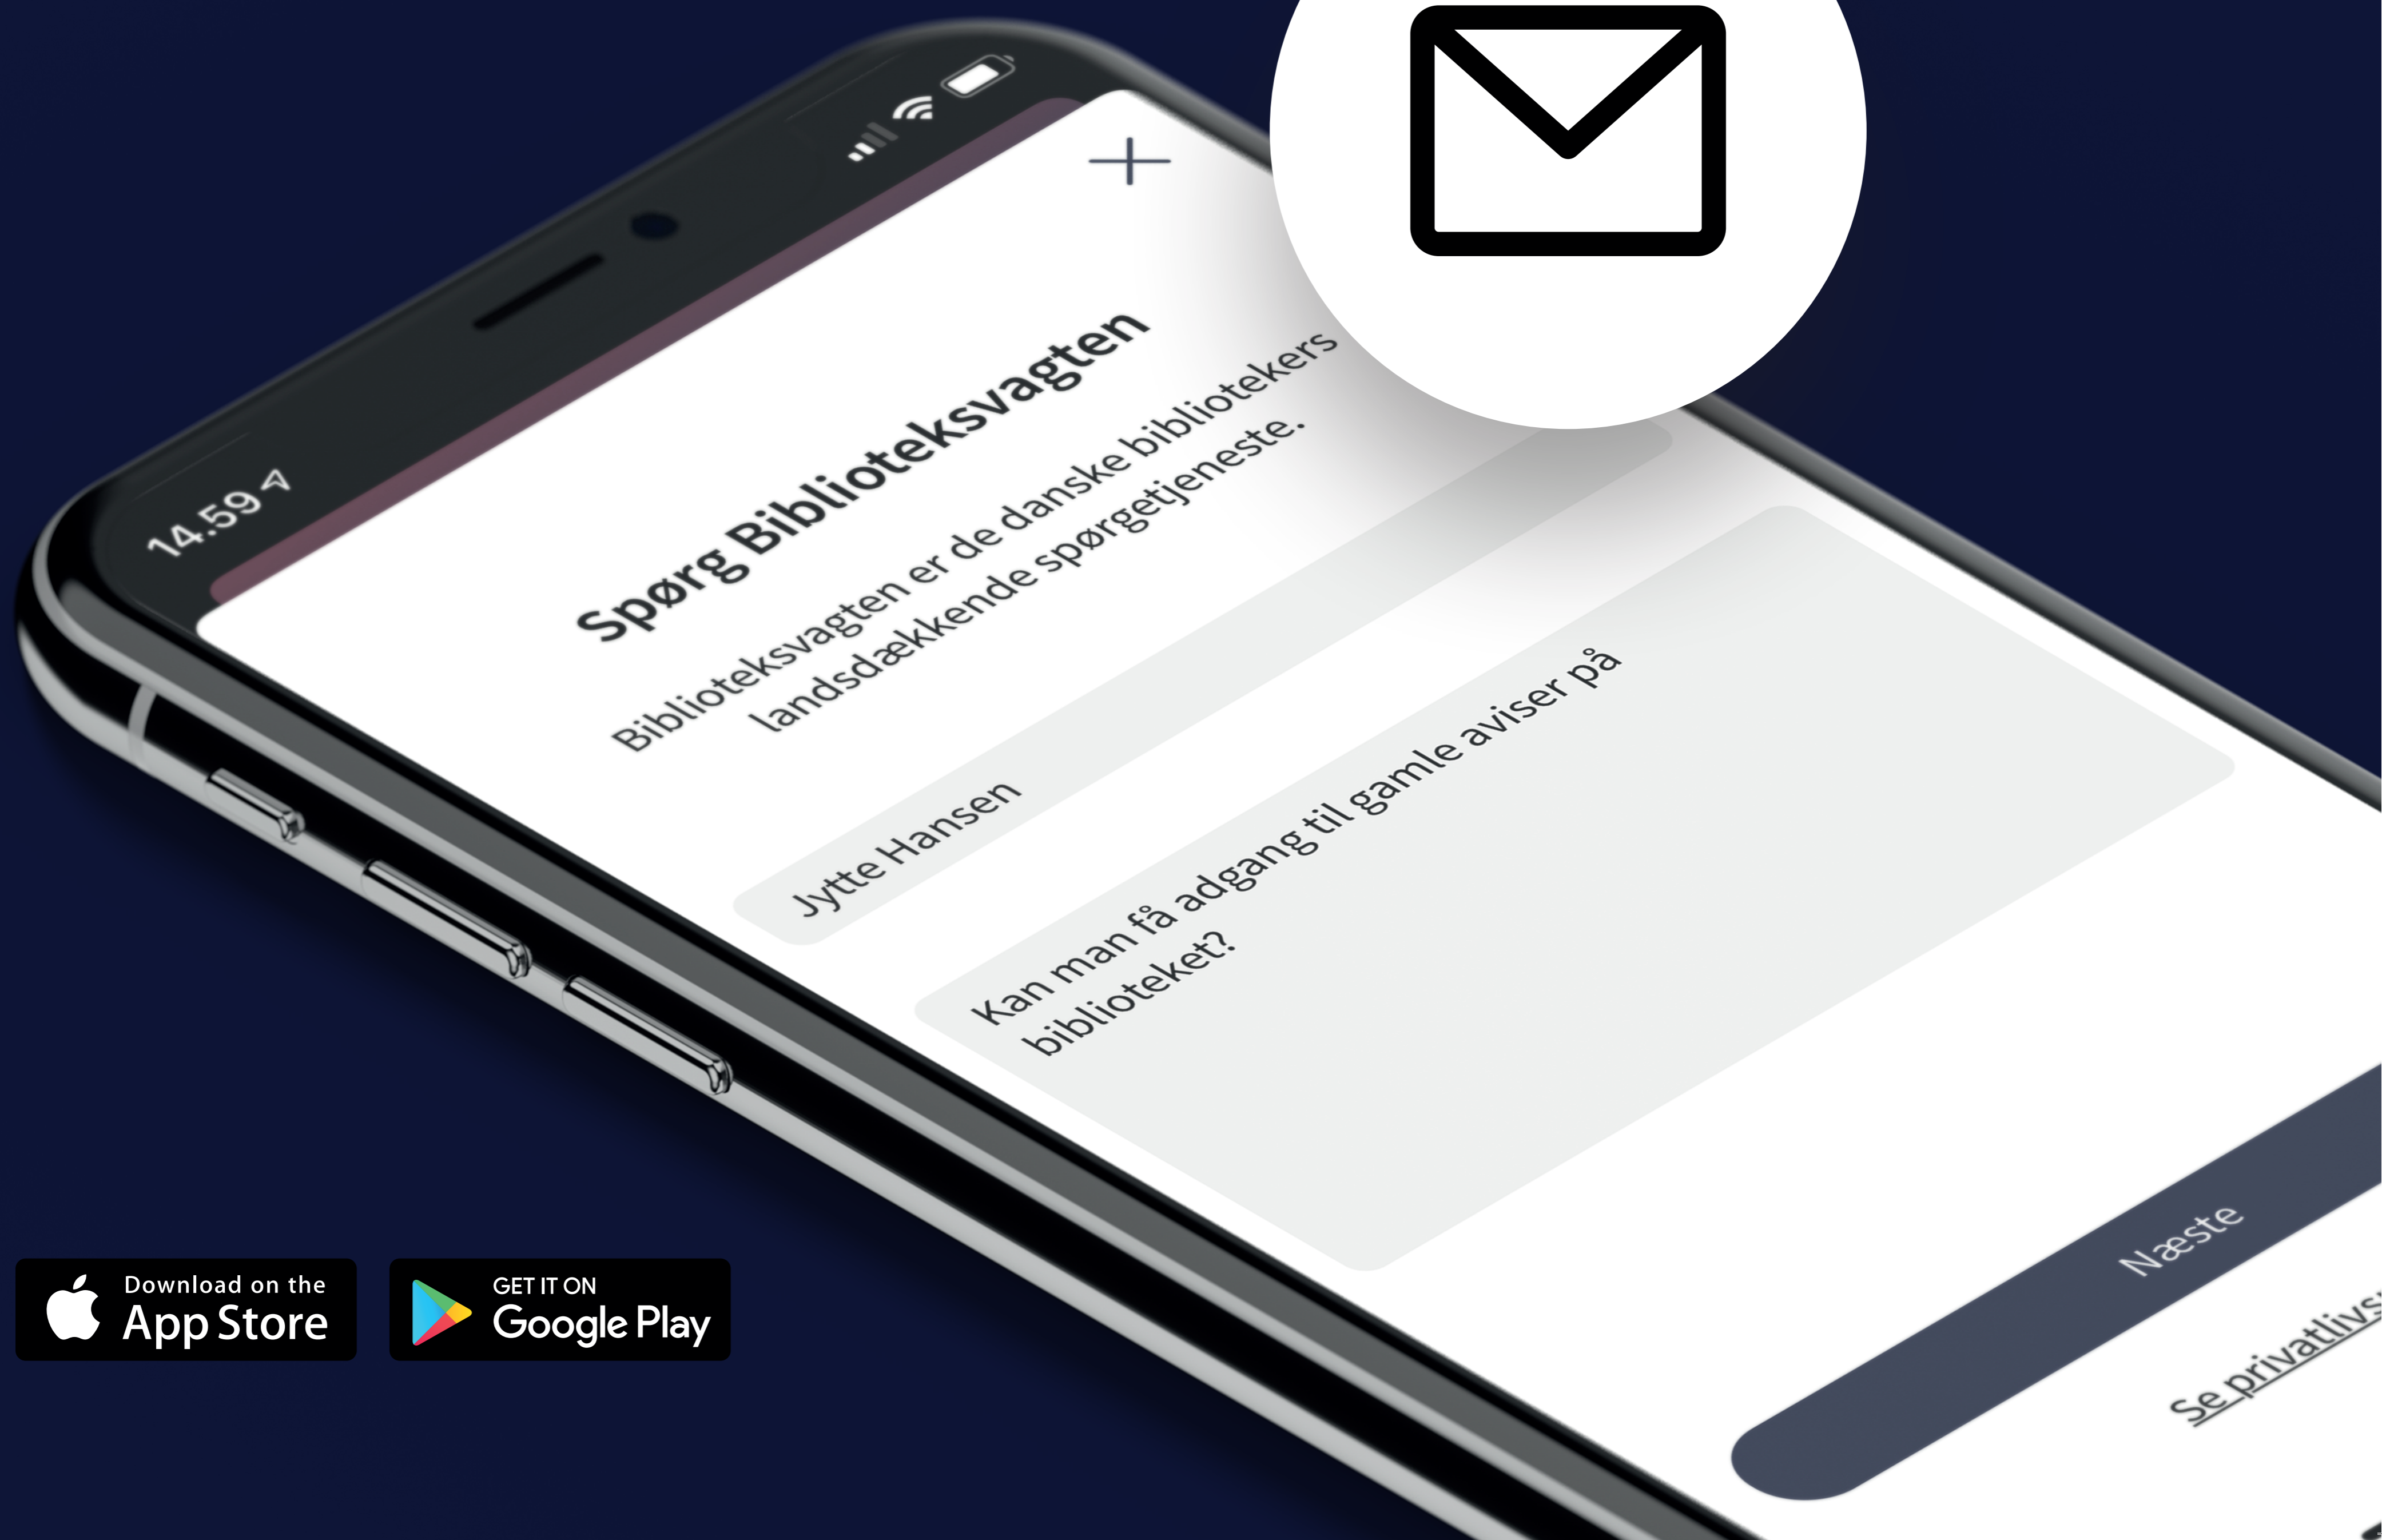 14.59
Spørg Biblioteksvagten
Biblioteksvagten er de danske bibliotekers
landsdækkende spørgetjeneste.
Jytte Hansen
Kan man få adgang til gamle aviser på
biblioteket?
Næste
Se
Download on the
App Store
GET IT ON
Google Play